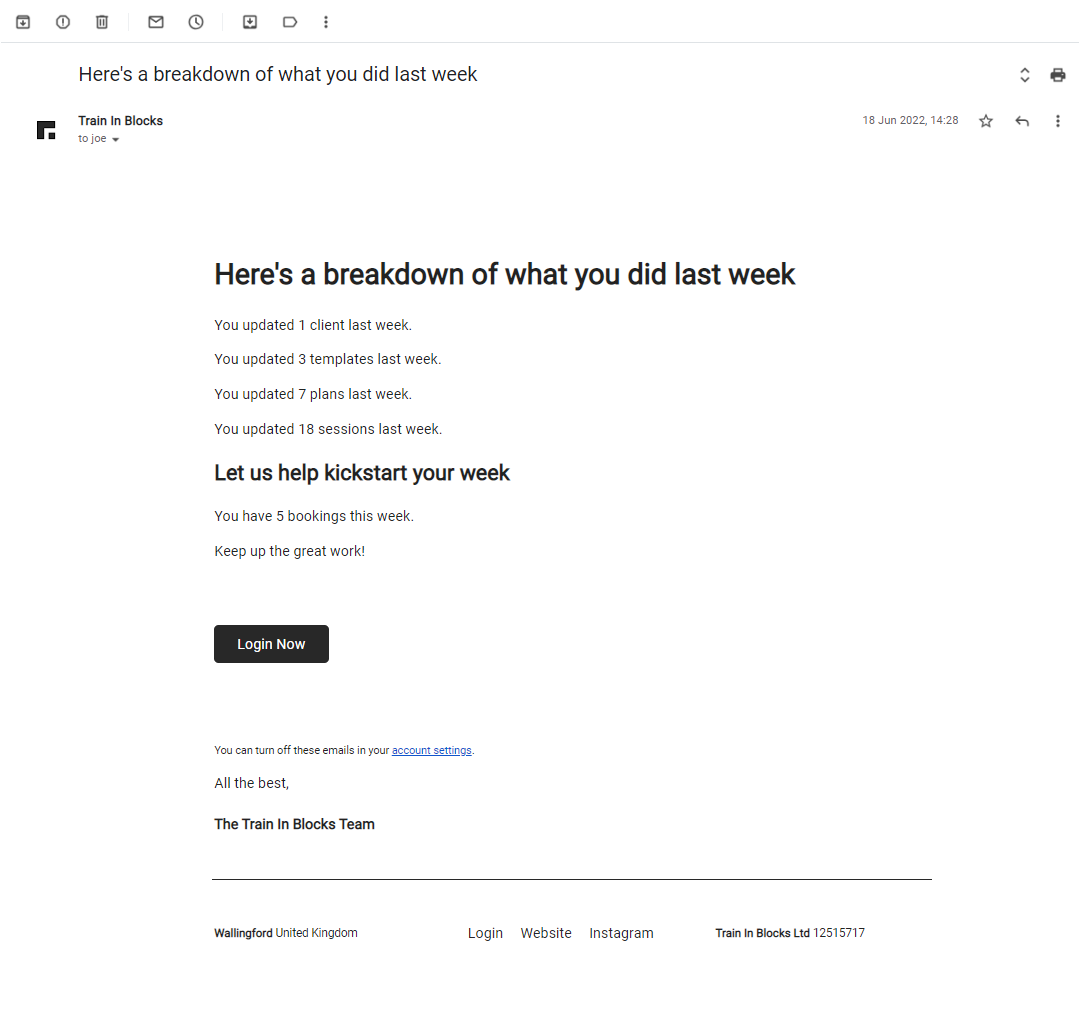 Here's a breakdown of what you did last week
Train In Blocks
18 Jun 2022, 14:28
to joe
Here's a breakdown of what you did last week
You updated 1 client last week.
You updated 3 templates last week.
You updated 7 plans last week.
You updated 18 sessions last week.
Let us help kickstart your week
You have 5 bookings this week.
Keep up the great work!
Login Now
You can turn off these emails in your account settings.
All the best,
The Train In Blocks Team
Wallingford United Kingdom
Login Website Instagram
Train In Blocks Ltd 12515717